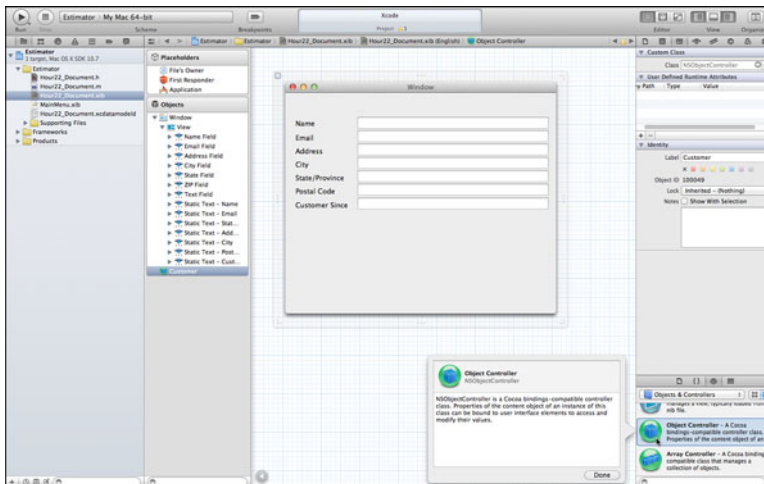 Xcode
Estimator
My Mac 64-bit
Run
Stop
Scheme
Breakpoints
Project
Editor
View
Organizer
Estimator
Estimator
Hour22_Document.xib
Hour22_Document.xib (English)
Object Controller
Estimator
1 target, Mac OS X SDK 10.7
Estimator
Hour22_Document.h
Hour22_Document.m
Hour22_Document.xib
MainMenu.xib
Hour22_Document.xcdatamodeld
Supporting Files
Frameworks
Products
Placeholders
File's Owner
First Responder
Application
Objects
Window
View
Name Field
Email Field
Address Field
City Field
State Field
ZIP Field
Text Field
Static Text - Name
Static Text - Email
Static Text - Stat...
Static Text - Add...
Static Text - City
Static Text - Post...
Static Text - Cust...
Customer
Window
Name
Email
Address
City
State/Province
Postal Code
Customer Since
Object Controller
NSObjectController
NSObjectController is a Cocoa bindings-compatible controller
class. Properties of the content object of an instance of this
class can be bound to user interface elements to access and
modify their values.
Done
Custom Class
Class NSObjectController
User Defined Runtime Attributes
y Path Type Value
Identity
Label Customer
Object ID 100049
Lock Inherited - (Nothing)
Notes Show With Selection
Objects & Controllers
manages a view, typically loaded from
nib file.
Object Controller - A Cocoa
bindings-compatible controller class.
Properties of the content object of an
Array Controller - A Cocoa binding
compatible class that manages a
collection of objects.